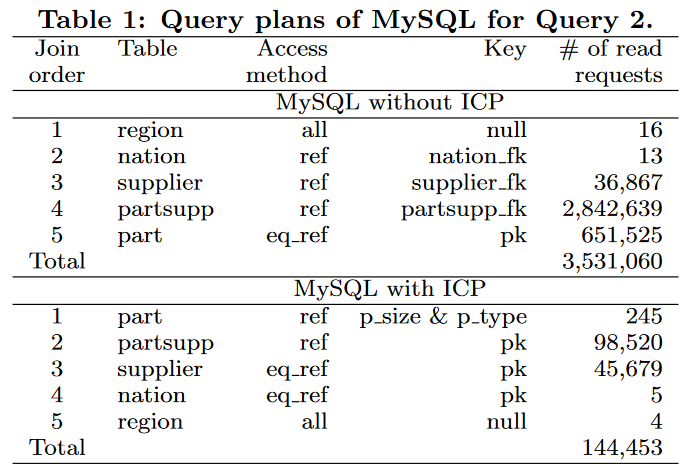 Table 1: Query plans of MySQL for Query 2.
Join Table Access Key # of read
order method requests
MySQL without ICP
1 region all null 16
2 nation ref nation_fk 13
3 supplier ref supplier_fk 36,867
4 partsupp ref partsupp_fk 2,842,639
5 part eq_ref pk 651,525
Total 3,531,060
MySQL with ICP
1 part ref p_size & p_type 245
2 partsupp ref pk 98,520
3 supplier eq_ref pk 45,679
4 nation eq_ref pk 5
5 region all null 4
Total 144,453